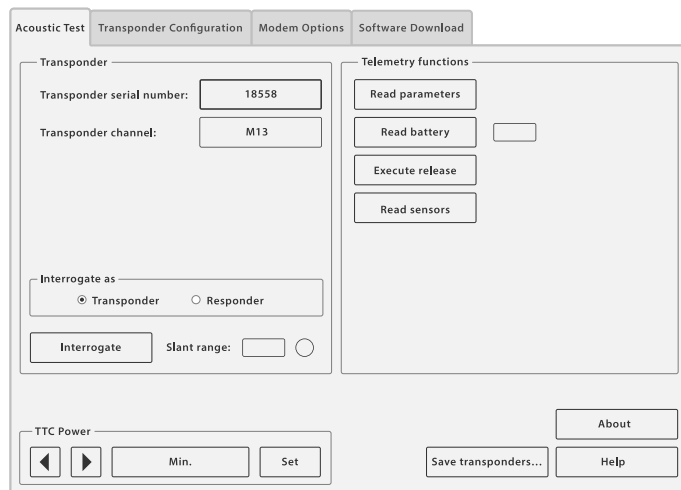 Acoustic Test Transponder Configuration Modem Options Software Download
Transponder
Transponder serial number: 18558
Transponder channel: M13
Interrogate as
Transponder Responder
Interrogate Slant range:
Telemetry functions
Read parameters
Read battery
Execute release
Read sensors
TTC Power
Min. Set
About
Save transponders... Help